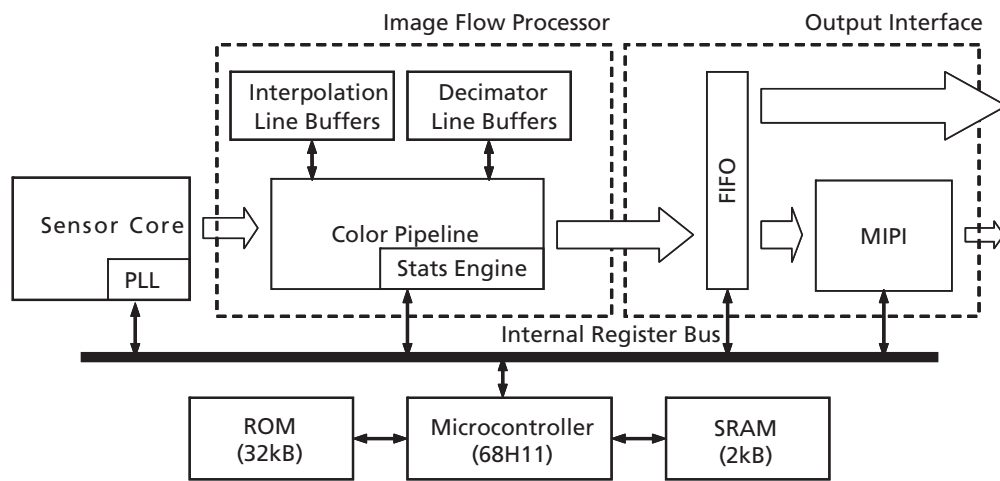 Image Flow Processor
Output Interface
Interpolation
Line Buffers
Decimator
Line Buffers
Sensor Core
PLL
Color Pipeline
Stats Engine
FIFO
MIPI
Internal Register Bus
ROM
(32kB)
Microcontroller
(68H11)
SRAM
(2kB)